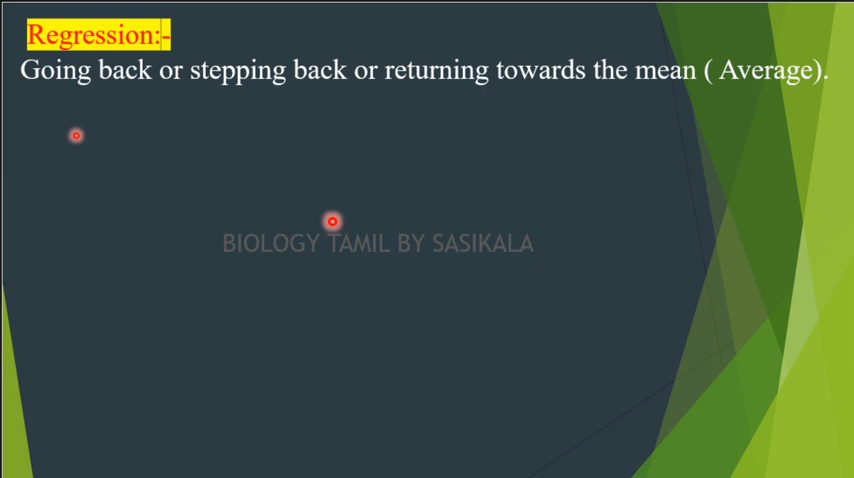 Regression:-
Going back or stepping back or returning towards the mean ( Average).
BIOLOGY TAMIL BY SASIKALA